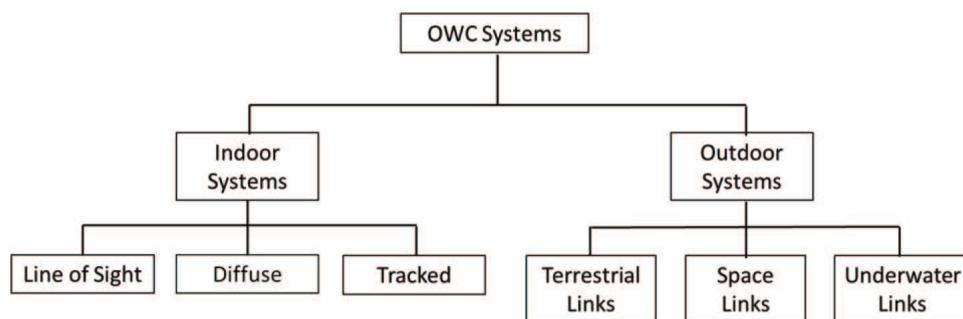 OWC Systems
Indoor
Systems
Outdoor
Systems
Line of Sight
Diffuse
Tracked
Terrestrial
Links
Space
Links
Underwater
Links